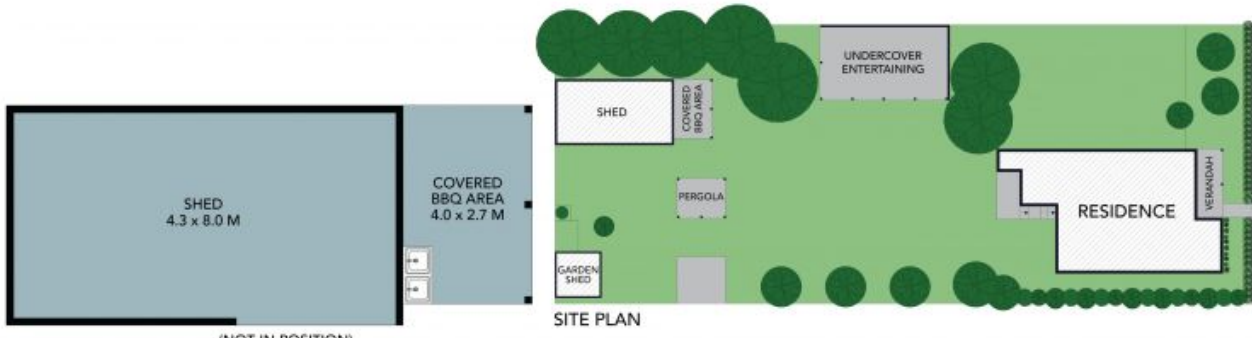 SHED
4.3 x 8.0 M
COVERED
BBQ AREA
4.0 x 2.7 M
(NOT IN POSITION)
UNDERCOVER
ENTERTAINING
SHED
COVERED
BBQ AREA
PERGOLA
GARDEN
SHED
RESIDENCE
VERANDAH
SITE PLAN